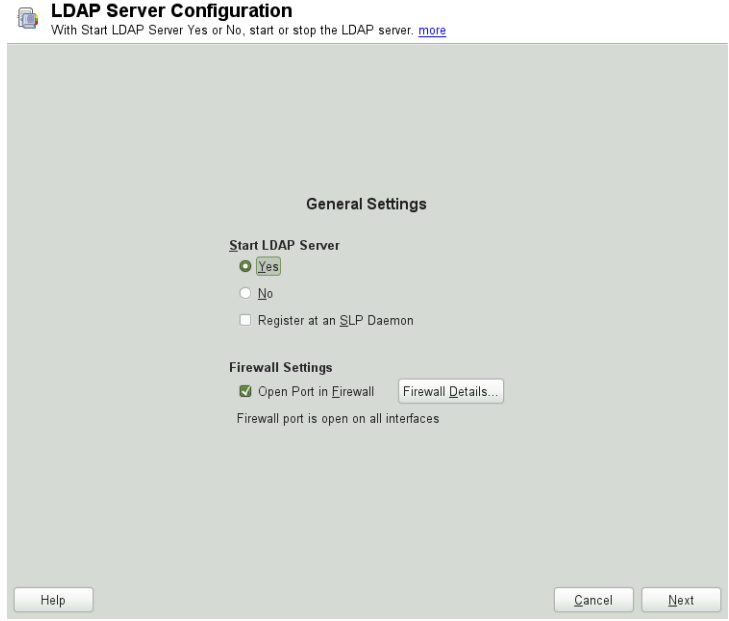 LDAP Server Configuration
With Start LDAP Server Yes or No, start or stop the LDAP server. more
General Settings
Start LDAP Server
Yes
No
Register at an SLP Daemon
Firewall Settings
Open Port in Firewall Firewall Details...
Firewall port is open on all interfaces
Help Cancel Next